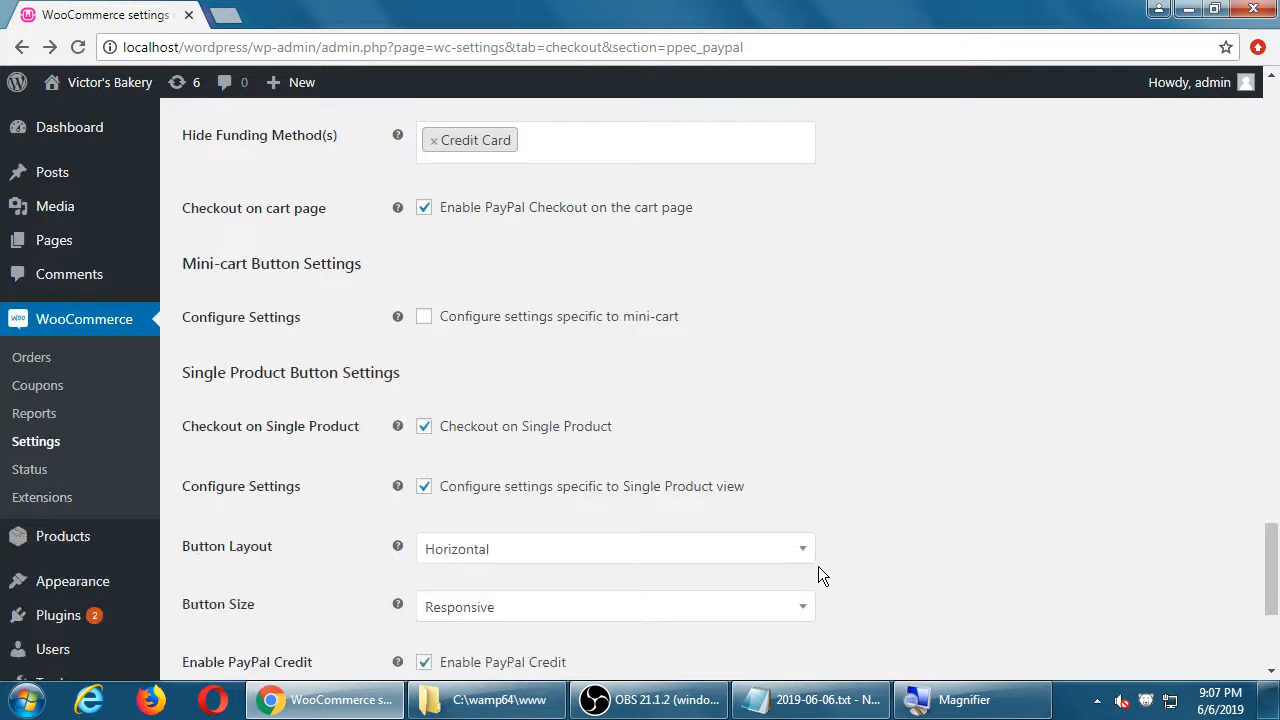 WooCommerce settings
localhost/wordpress/wp-admin/admin.php?page=wc-settings&tab=checkout&section=ppec_paypal
Victor's Bakery 6 0 New Howdy, admin
Dashboard
Posts
Media
Pages
Comments
WooCommerce
Orders
Coupons
Reports
Settings
Status
Extensions
Products
Appearance
Plugins 2
Users
Hide Funding Method(s) ? × Credit Card
Checkout on cart page ? Enable PayPal Checkout on the cart page
Mini-cart Button Settings
Configure Settings ? Configure settings specific to mini-cart
Single Product Button Settings
Checkout on Single Product ? Checkout on Single Product
Configure Settings ? Configure settings specific to Single Product view
Button Layout ? Horizontal
Button Size ? Responsive
Enable PayPal Credit ? Enable PayPal Credit
WooCommerce s... C:\wamp64\www OBS 21.1.2 (windo... 2019-06-06.txt - N... Magnifier
9:07 PM
6/6/2019